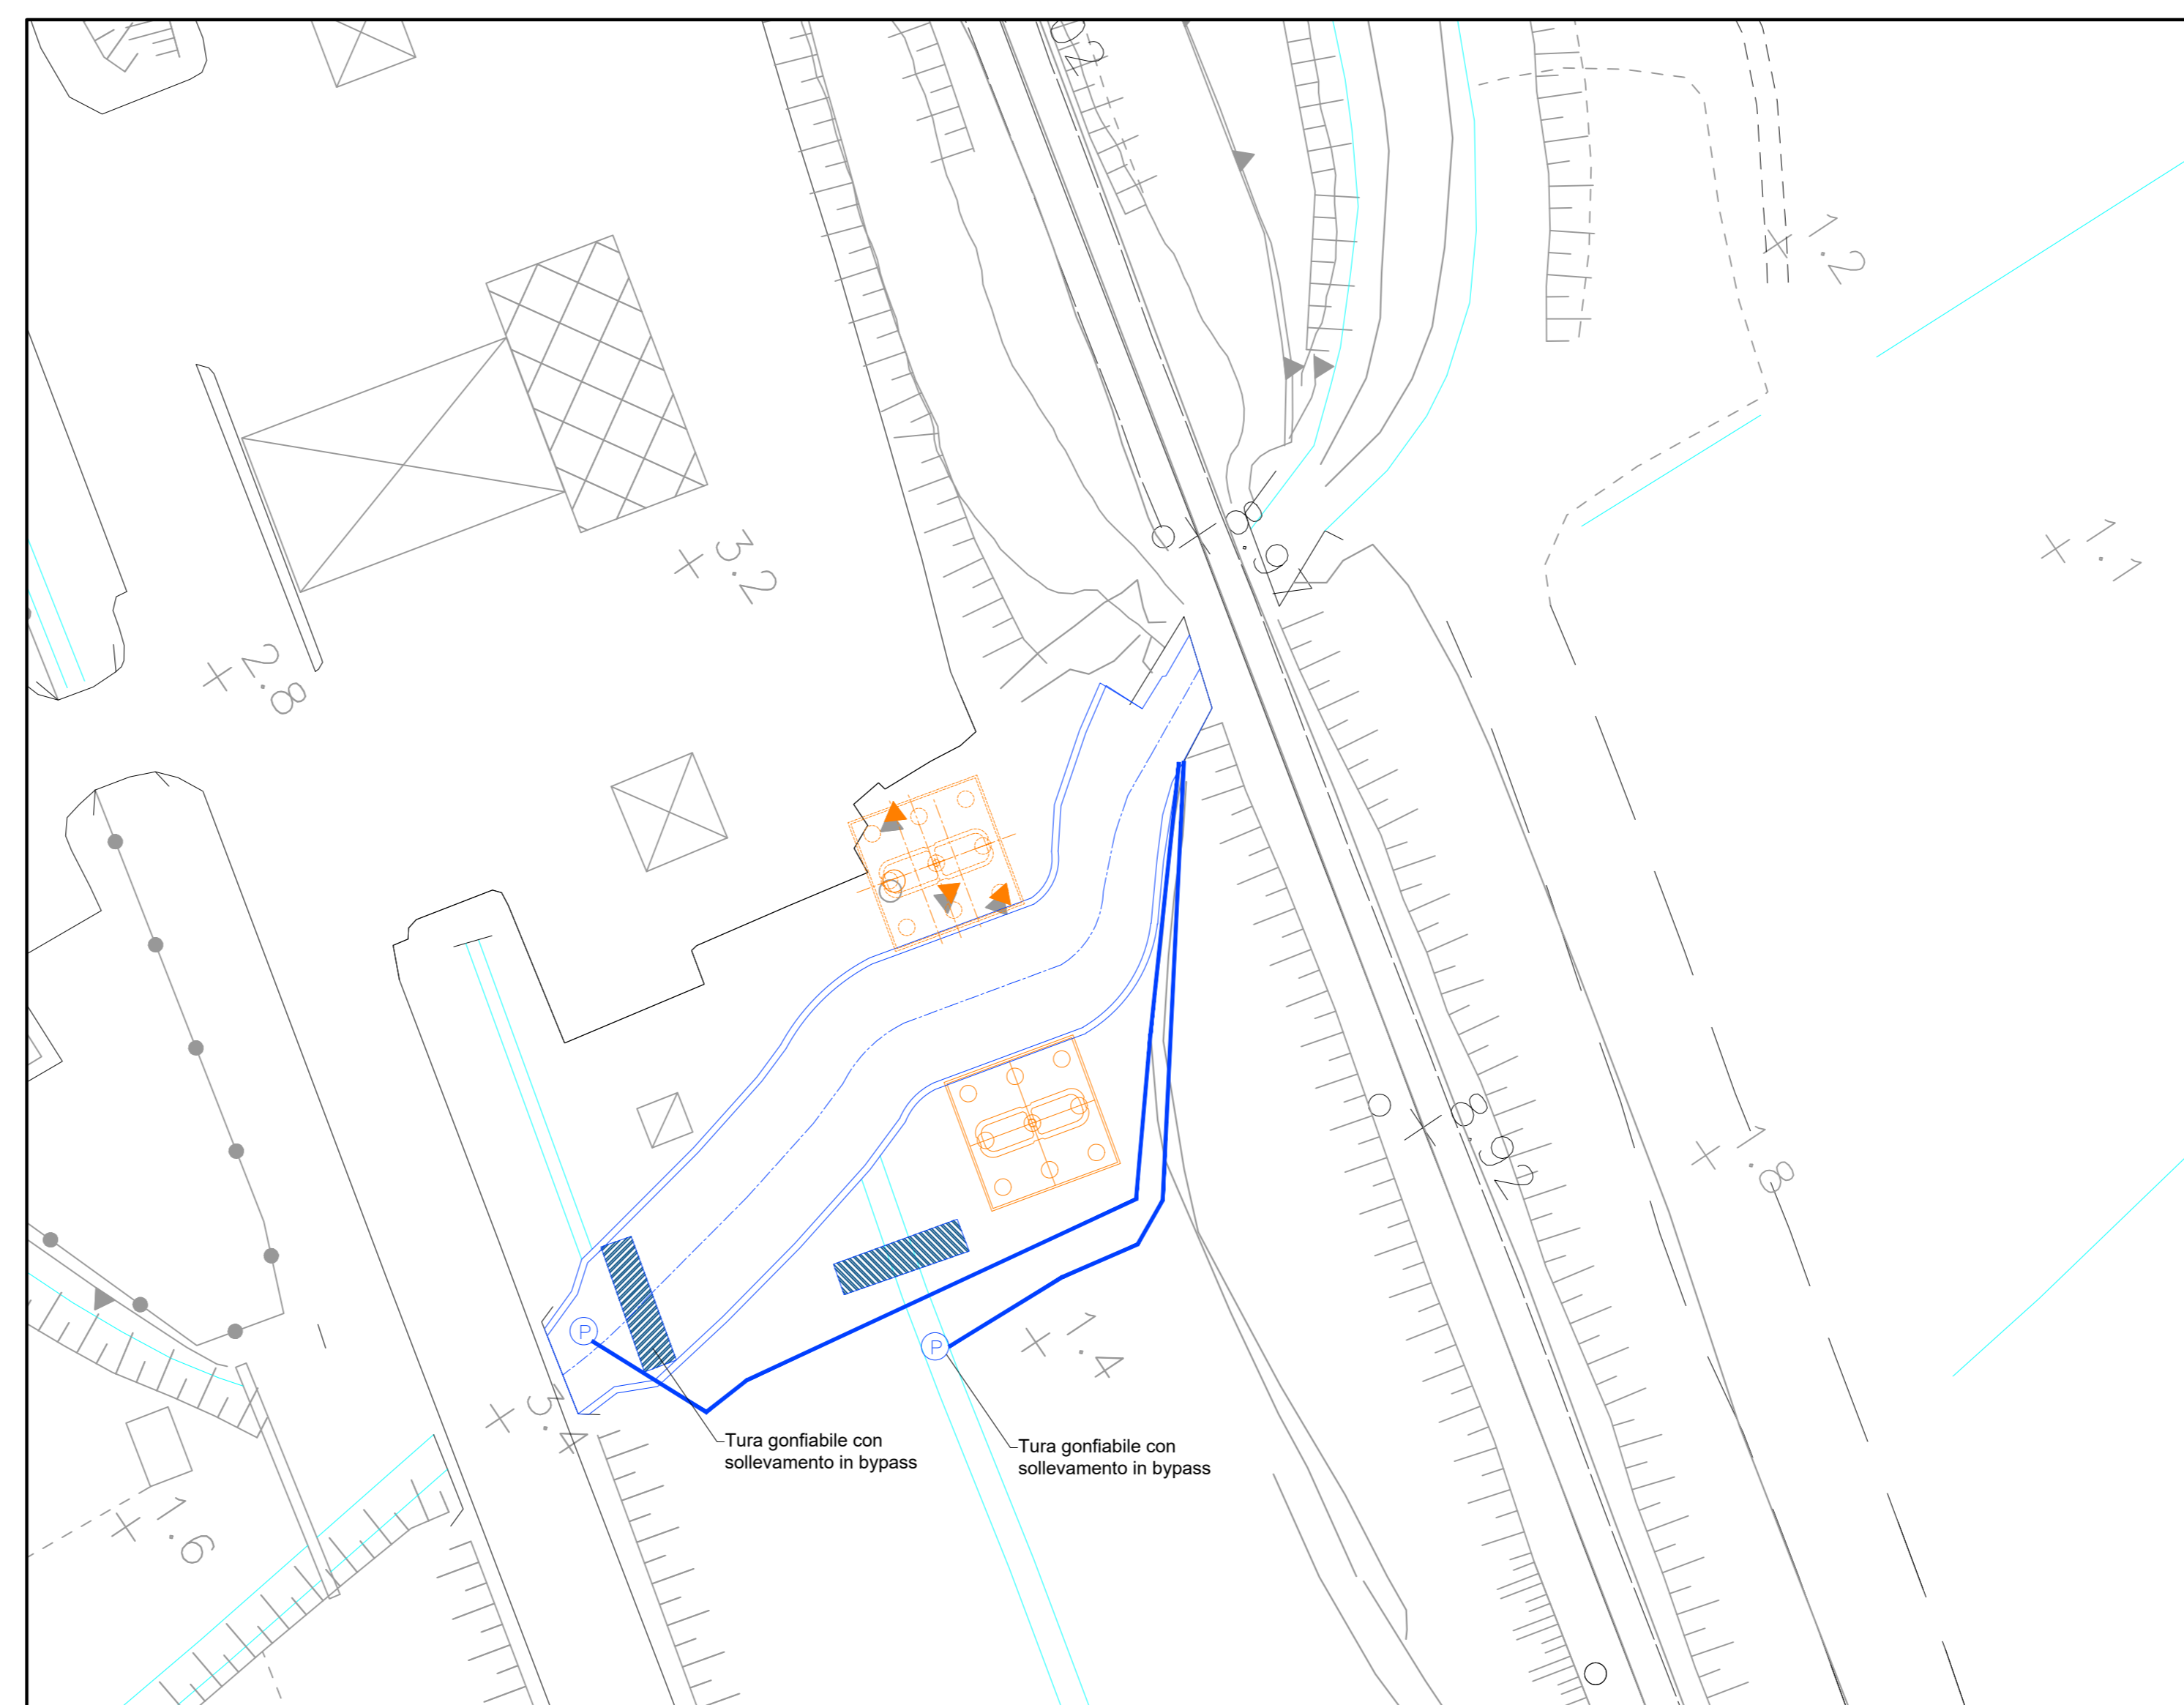 3.2
2.8
1.2
1.1
8.9
P
P
1.4
1.8
8.92
3.4
1.6
Tura gonfiabile con
sollevamento in bypass
Tura gonfiabile con
sollevamento in bypass